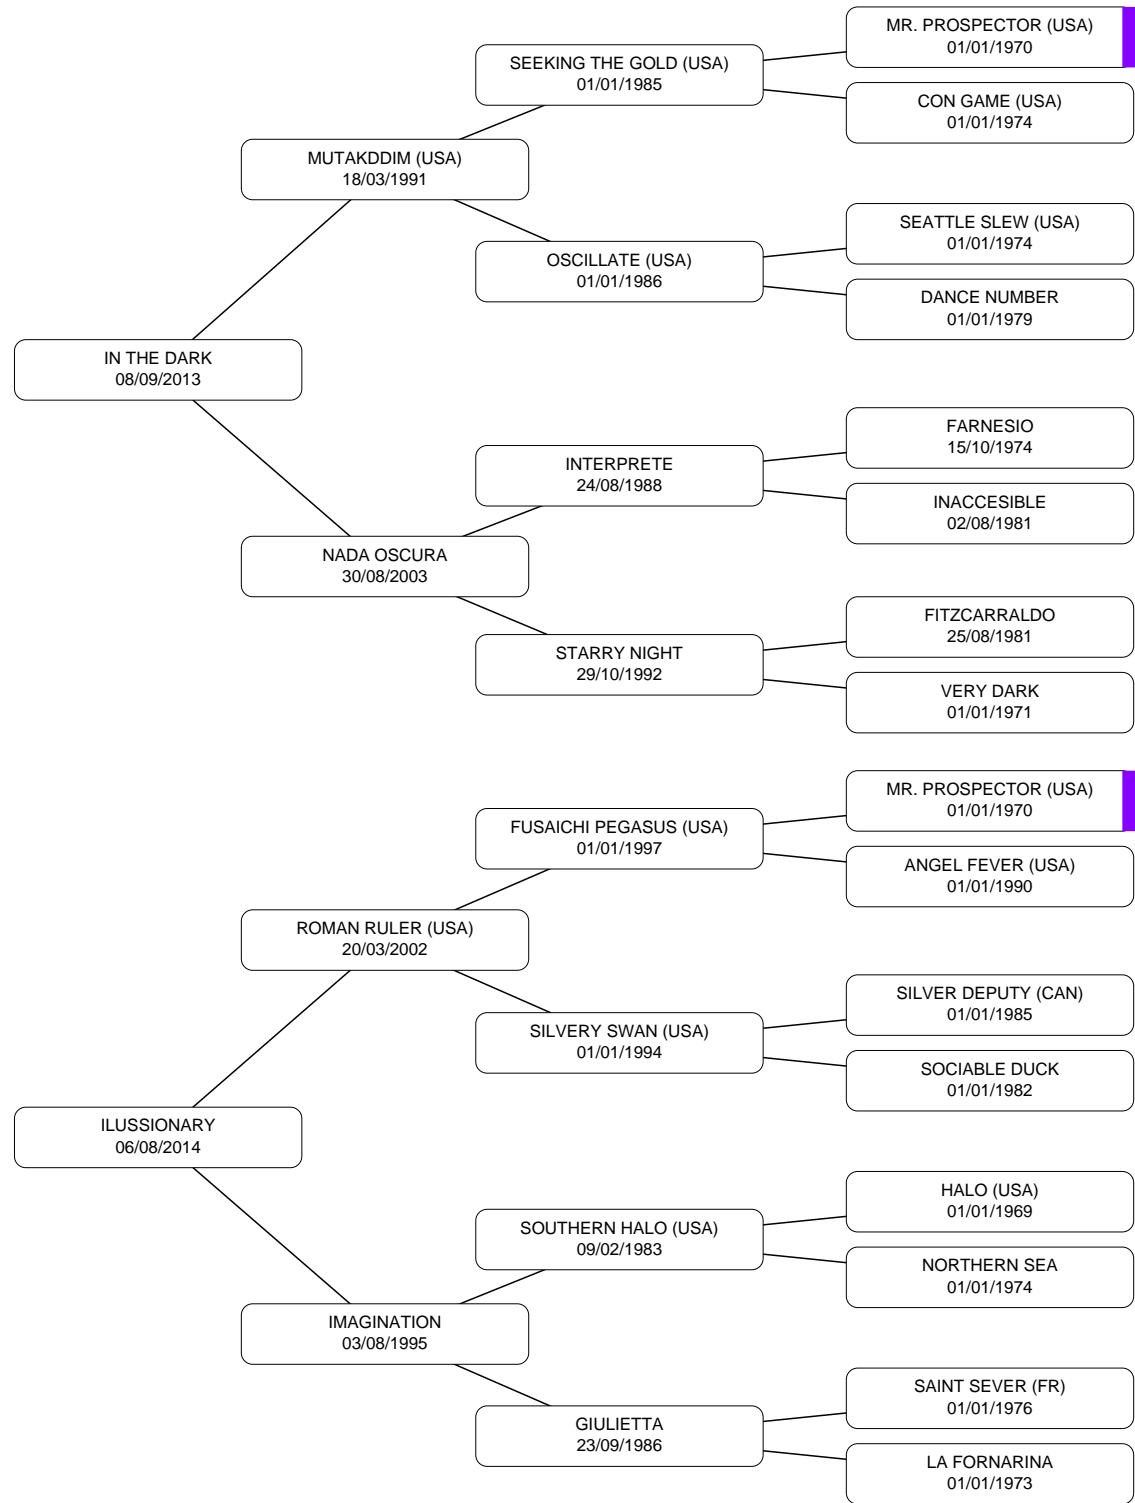 MR. PROSPECTOR (USA)
01/01/1970
SEEKING THE GOLD (USA)
01/01/1985
CON GAME (USA)
01/01/1974
MUTAKDDIM (USA)
18/03/1991
SEATTLE SLEW (USA)
01/01/1974
OSCILLATE (USA)
01/01/1986
DANCE NUMBER
01/01/1979
IN THE DARK
08/09/2013
FARNESIO
15/10/1974
INTERPRETE
24/08/1988
INACCESIBLE
02/08/1981
NADA OSCURA
30/08/2003
FITZCARRALDO
25/08/1981
STARRY NIGHT
29/10/1992
VERY DARK
01/01/1971
MR. PROSPECTOR (USA)
01/01/1970
FUSAICHI PEGASUS (USA)
01/01/1997
ANGEL FEVER (USA)
01/01/1990
ROMAN RULER (USA)
20/03/2002
SILVER DEPUTY (CAN)
01/01/1985
SILVERY SWAN (USA)
01/01/1994
SOCIABLE DUCK
01/01/1982
ILUSSIONARY
06/08/2014
HALO (USA)
01/01/1969
SOUTHERN HALO (USA)
09/02/1983
NORTHERN SEA
01/01/1974
IMAGINATION
03/08/1995
SAINT SEVER (FR)
01/01/1976
GIULIETTA
23/09/1986
LA FORNARINA
01/01/1973